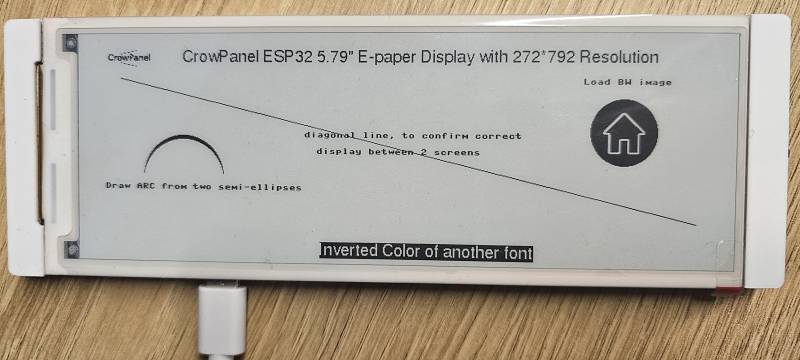 CrowPanel
CrowPanel ESP32 5.79" E-paper Display with 272*792 Resolution
Load BW image
diagonal line, to confirm correct
display between 2 screens
Draw ARC from two semi-ellipses
Inverted Color of another font